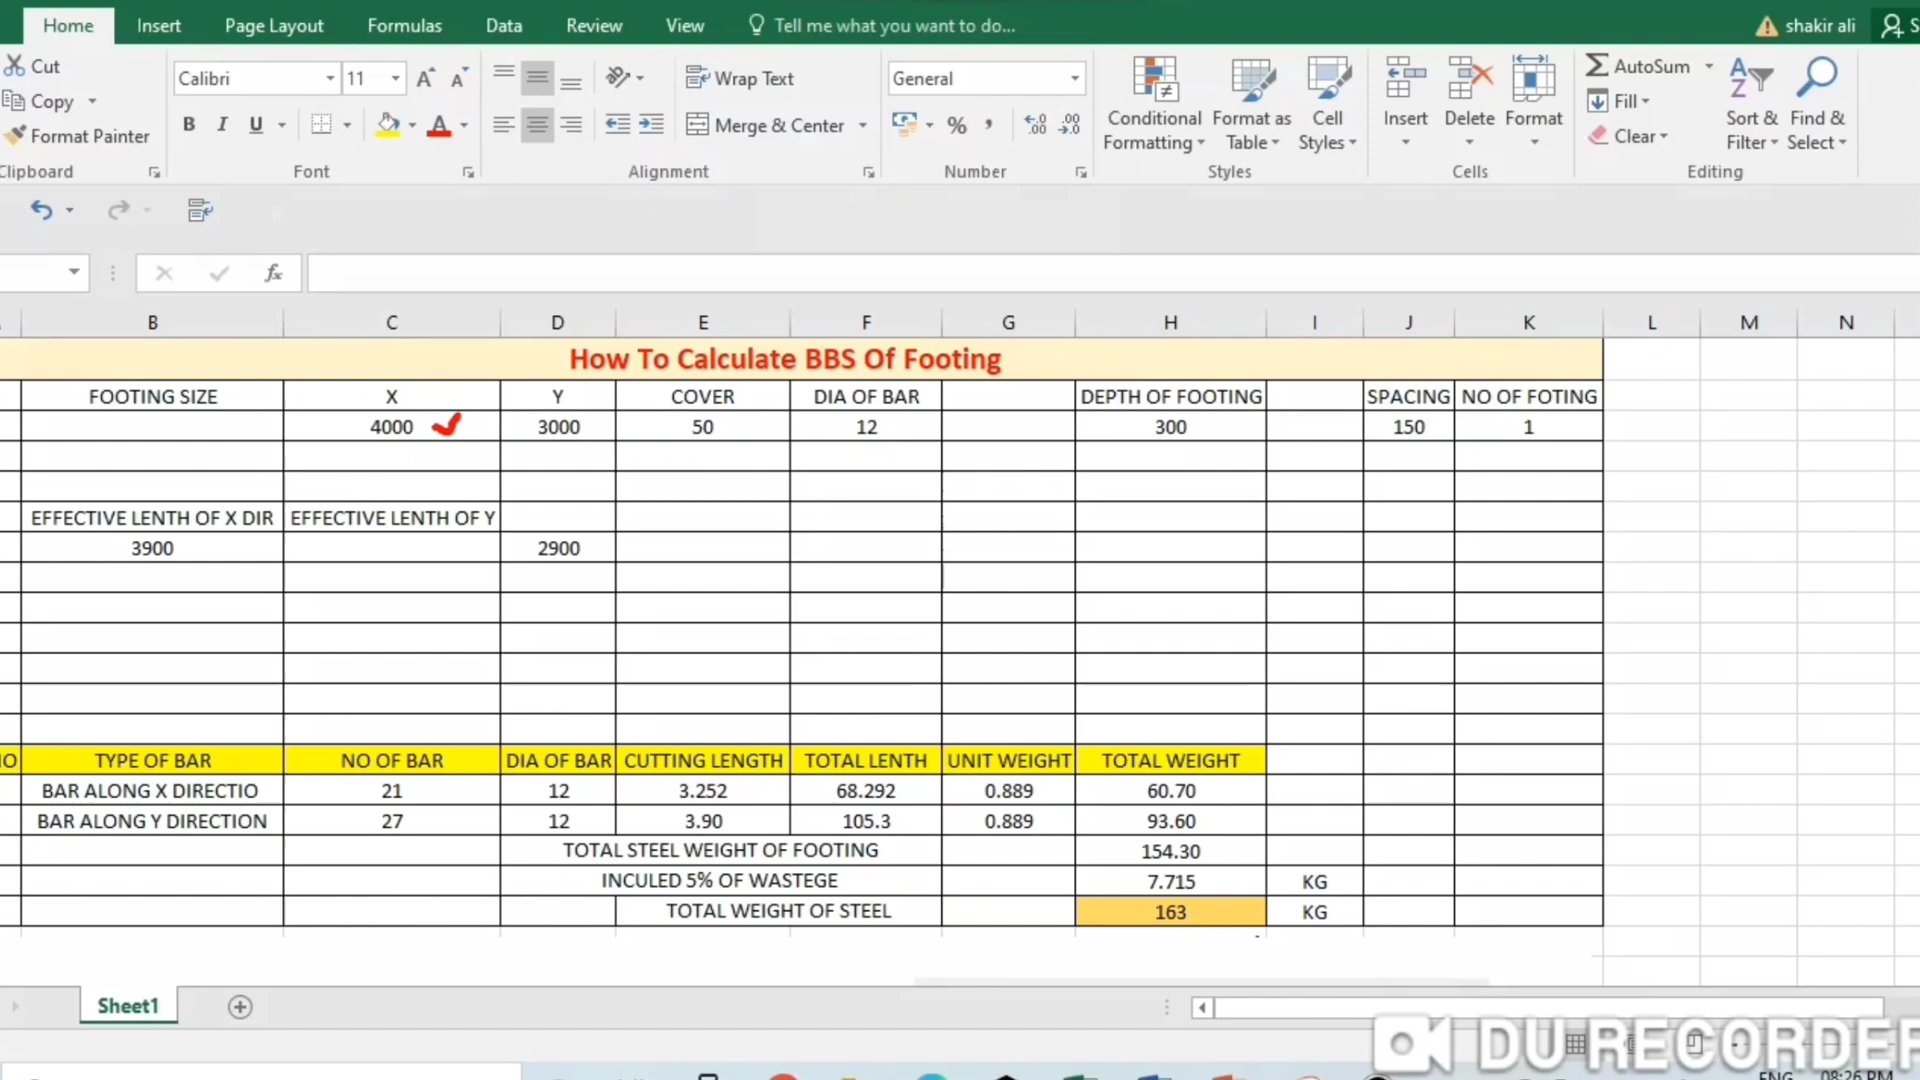 Home Insert Page Layout Formulas Data Review View Tell me what you want to do... shakir ali
Cut
Copy
Format Painter
Clipboard
Calibri 11
B I U
Font
Wrap Text
Merge & Center
Alignment
General
% ,
Number
Conditional Formatting
Format as Table
Cell Styles
Styles
Insert Delete Format
Cells
AutoSum
Fill
Clear
Sort & Filter
Find & Select
Editing
fx
B C D E F G H I J K L M N
How To Calculate BBS Of Footing
FOOTING SIZE X Y COVER DIA OF BAR DEPTH OF FOOTING SPACING NO OF FOTING
4000 3000 50 12 300 150 1
EFFECTIVE LENTH OF X DIR EFFECTIVE LENTH OF Y
3900 2900
TYPE OF BAR NO OF BAR DIA OF BAR CUTTING LENGTH TOTAL LENTH UNIT WEIGHT TOTAL WEIGHT
BAR ALONG X DIRECTIO 21 12 3.252 68.292 0.889 60.70
BAR ALONG Y DIRECTION 27 12 3.90 105.3 0.889 93.60
TOTAL STEEL WEIGHT OF FOOTING 154.30
INCULED 5% OF WASTEGE 7.715 KG
TOTAL WEIGHT OF STEEL 163 KG
Sheet1
DU RECORDER
ENG 08:26 PM